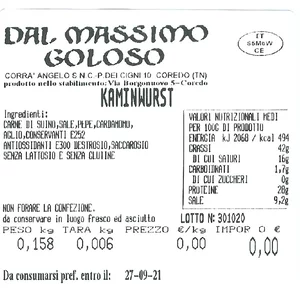 DAL MASSIMO
GOLOSO
IT
S5M6W
CE
CORRA' ANGELO S N C -P.DEI CIGNI 10 COREDO (TN)
prodotto nello stabilimento: Via Borgonuovo 5-Coredo
KAMINWURST
Ingredienti:
CARNE DI SUINO,SALE,PEPE,CARDAMOMO,
AGLIO,CONSERVANTI E252
ANTIOSSIDANTI E300 DESTROSIO,SACCAROSIO
SENZA LATTOSIO E SENZA GLUTINE
VALORI NUTRIZIONALI MEDI
PER 100G DI PRODOTTO
ENERGIA kJ 2068 / kcal 494
GRASSI 42g
DI CUI SATURI 16g
CARBOIDRATI 1,7g
DI CUI ZUCCHERI 0g
PROTEINE 28g
SALE 9,2g
NON FORARE LA CONFEZIONE.
da conservare in luogo fresco ed asciutto
LOTTO N: 301020
PESO kg TARA kg PREZZO €/kg IMPORTO €
0,158 0,006 0,00 0,00
Da consumarsi pref. entro il: 27-09-21